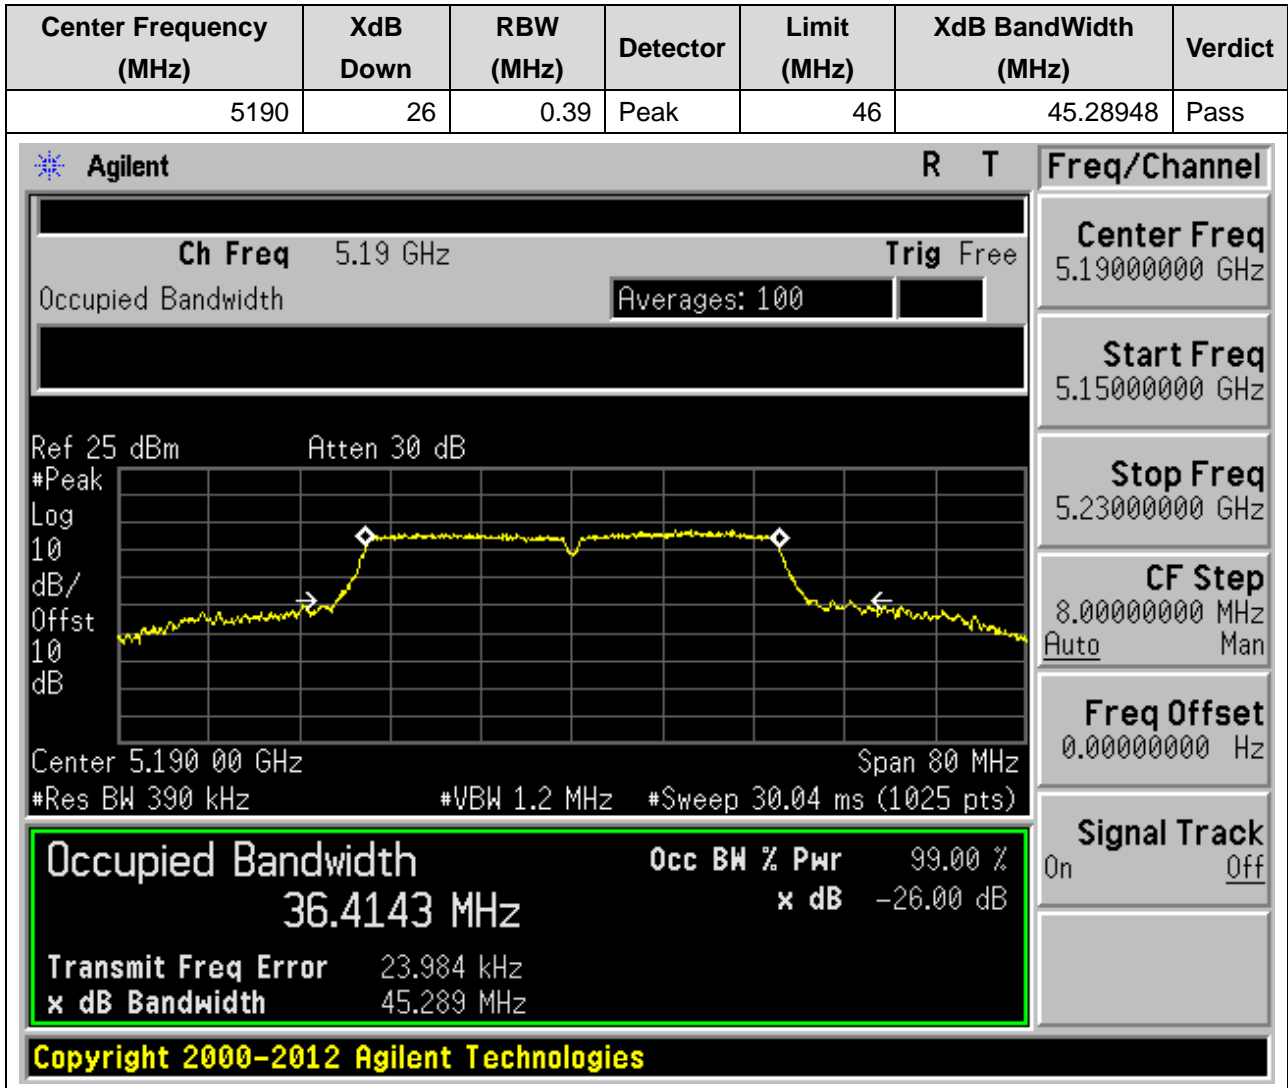 Center Frequency (MHz) XdB Down RBW (MHz) Detector Limit (MHz) XdB BandWidth (MHz) Verdict
5190 26 0.39 Peak 46 45.28948 Pass
Agilent R T
Ch Freq 5.19 GHz Trig Free
Occupied Bandwidth Averages: 100
Ref 25 dBm Atten 30 dB
#Peak
Log
10
dB/
Offst
10
dB
Center 5.190 00 GHz Span 80 MHz
#Res BW 390 kHz #VBW 1.2 MHz #Sweep 30.04 ms (1025 pts)
Occupied Bandwidth Occ BW % Pwr 99.00 %
36.4143 MHz x dB -26.00 dB
Transmit Freq Error 23.984 kHz
x dB Bandwidth 45.289 MHz
Copyright 2000-2012 Agilent Technologies
Freq/Channel
Center Freq
5.19000000 GHz
Start Freq
5.15000000 GHz
Stop Freq
5.23000000 GHz
CF Step
8.00000000 MHz
Auto Man
Freq Offset
0.00000000 Hz
Signal Track
On Off